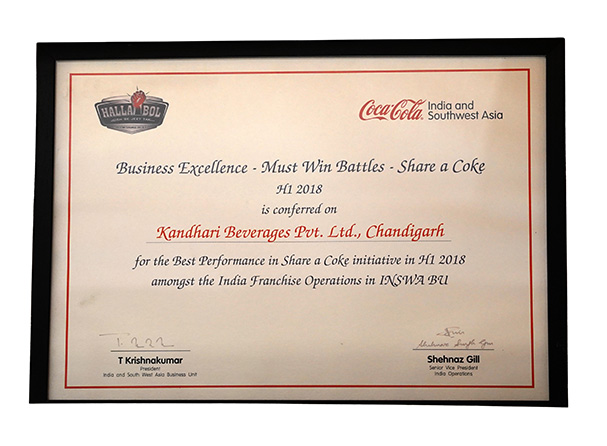 HALLA BOL
Coca-Cola India and
Southwest Asia
Business Excellence - Must Win Battles - Share a Coke
H1 2018
is conferred on
Kandhari Beverages Pvt. Ltd., Chandigarh
for the Best Performance in Share a Coke initiative in H1 2018
amongst the India Franchise Operations in INSWA BU
T Krishnakumar
President
India and South West Asia Business Unit
Shehnaz Gill
Senior Vice President
India Operations